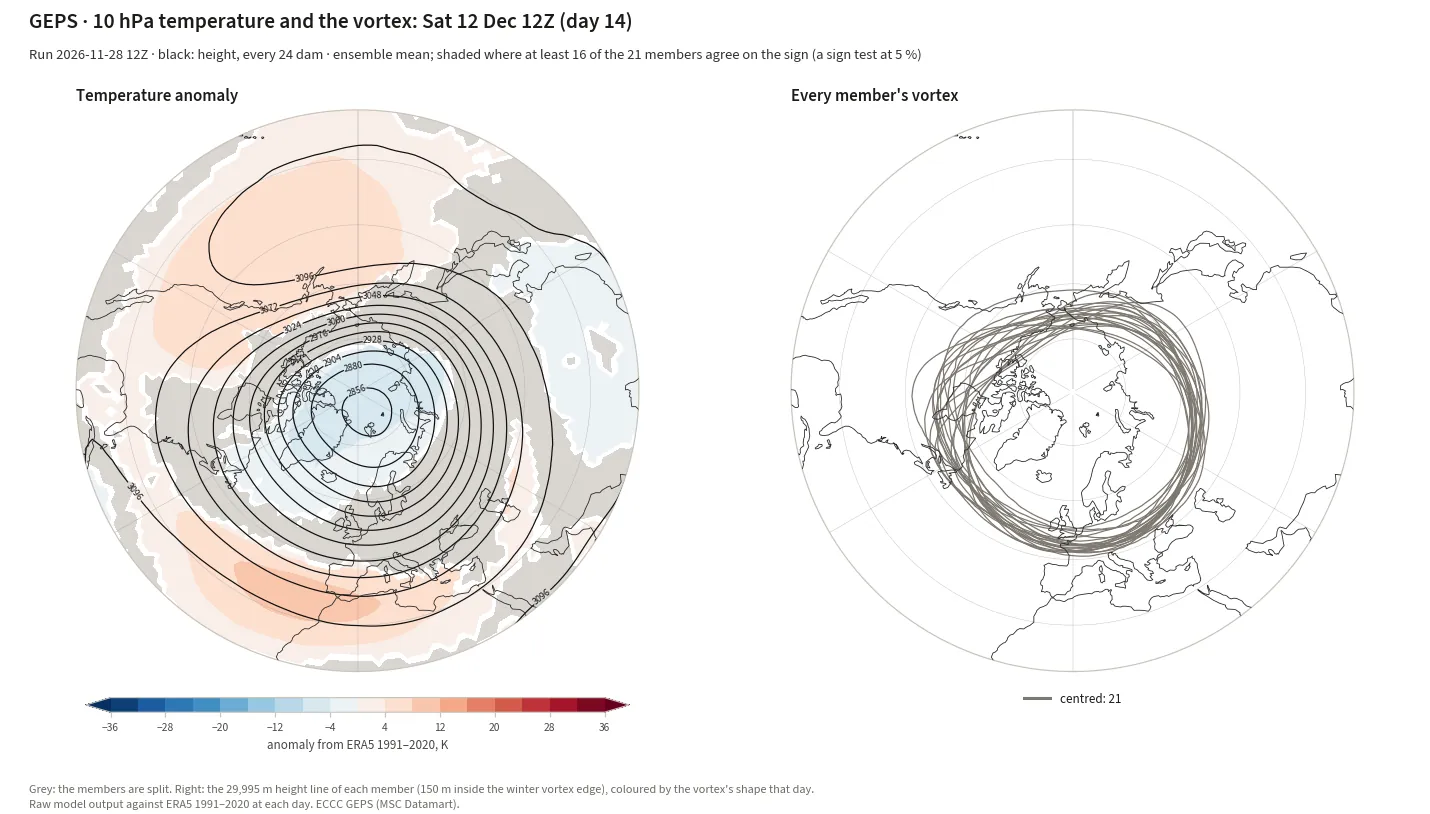 GEPS · 10 hPa temperature and the vortex: Sat 12 Dec 12Z (day 14)
Run 2026-11-28 12Z · black: height, every 24 dam · ensemble mean; shaded where at least 16 of the 21 members agree on the sign (a sign test at 5 %)
Temperature anomaly
Every member's vortex
3096
3072
3048
3024
3000
2976
2928
2904
2880
2856
3096
3096
centred: 21
−36 −28 −20 −12 −4 4 12 20 28 36
anomaly from ERA5 1991–2020, K
Grey: the members are split. Right: the 29,995 m height line of each member (150 m inside the winter vortex edge), coloured by the vortex's shape that day.
Raw model output against ERA5 1991–2020 at each day. ECCC GEPS (MSC Datamart).